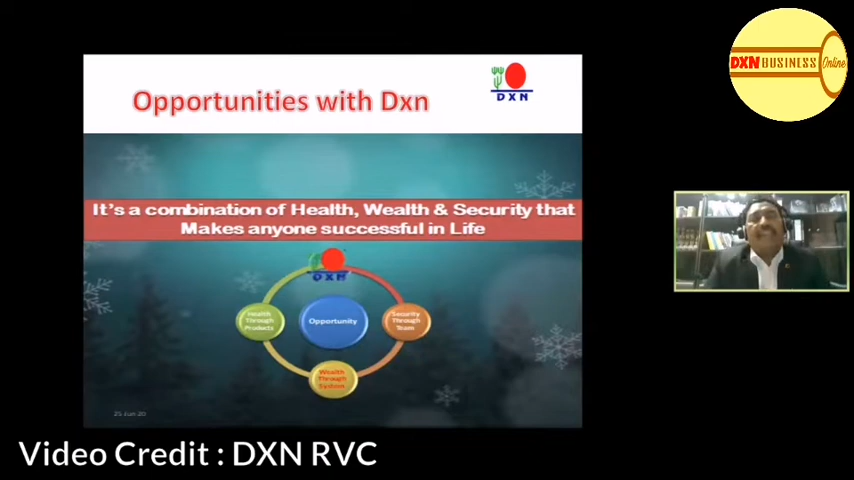 DXN BUSINESS Online
Opportunities with Dxn
DXN
It's a combination of Health, Wealth & Security that
Makes anyone successful in Life
DXN
Health
Through
Products
Opportunity
Security
Through
Team
Wealth
Through
System
25 Jun 20
Video Credit : DXN RVC